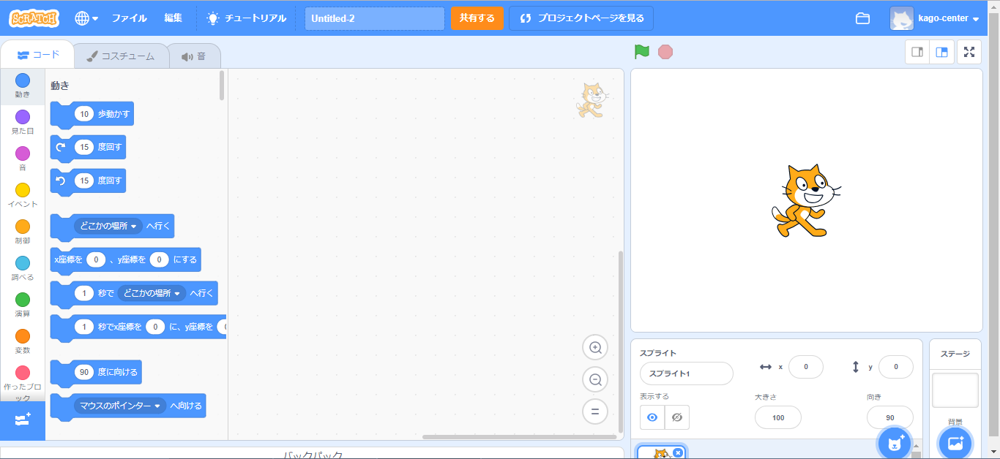 SCRATCH ファイル 編集 チュートリアル Untitled-2 共有する プロジェクトページを見る kago-center
コード コスチューム 音
動き
見た目
音
イベント
制御
調べる
演算
変数
作ったブロ
ック
動き
10 歩動かす
15 度回す
15 度回す
どこかの場所 へ行く
x座標を 0 、y座標を 0 にする
1 秒で どこかの場所 へ行く
1 秒でx座標を 0 に、y座標を
90 度に向ける
マウスのポインター へ向ける
バックパック
スプライト
スプライト1 x 0 y 0
表示する 大きさ 向き
100 90
ステージ
背景